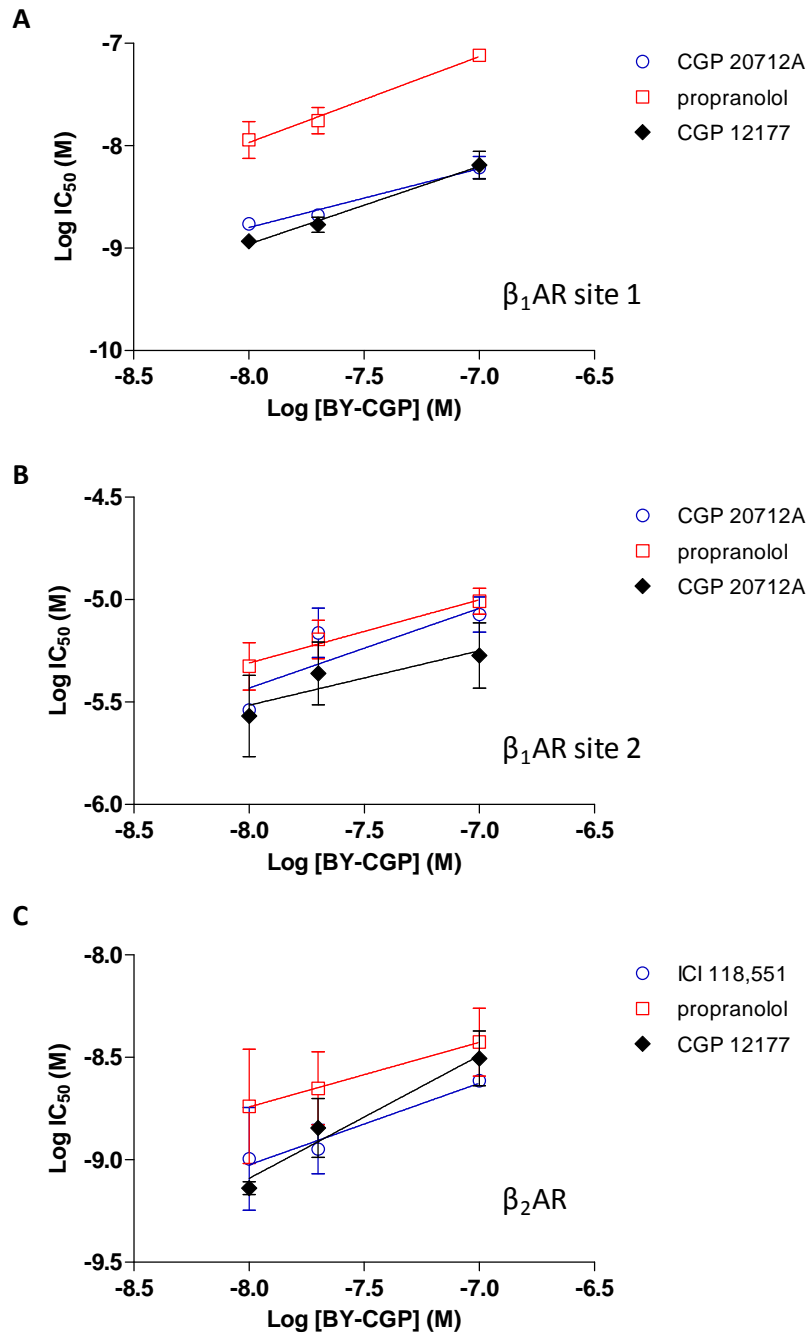 A
Log IC50 (M)
-7
-8
-9
-10
-8.5 -8.0 -7.5 -7.0 -6.5
Log [BY-CGP] (M)
CGP 20712A
propranolol
CGP 12177
β1AR site 1
B
Log IC50 (M)
-4.5
-5.0
-5.5
-6.0
-8.5 -8.0 -7.5 -7.0 -6.5
Log [BY-CGP] (M)
CGP 20712A
propranolol
CGP 20712A
β1AR site 2
C
Log IC50 (M)
-8.0
-8.5
-9.0
-9.5
-8.5 -8.0 -7.5 -7.0 -6.5
Log [BY-CGP] (M)
ICI 118,551
propranolol
CGP 12177
β2AR